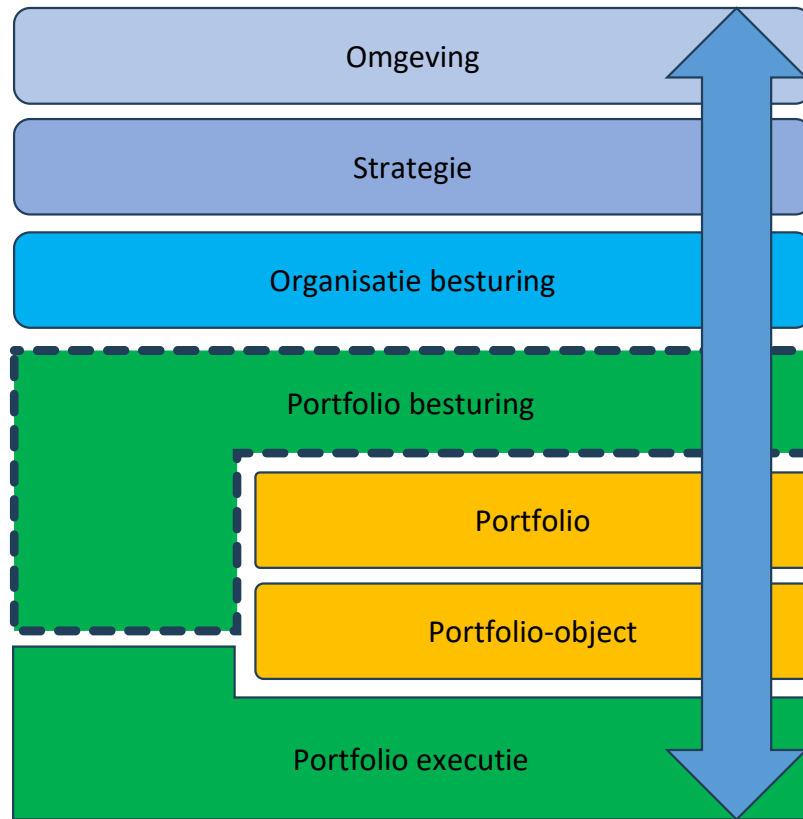 Omgeving
Strategie
Organisatie besturing
Portfolio besturing
Portfolio
Portfolio-object
Portfolio executie